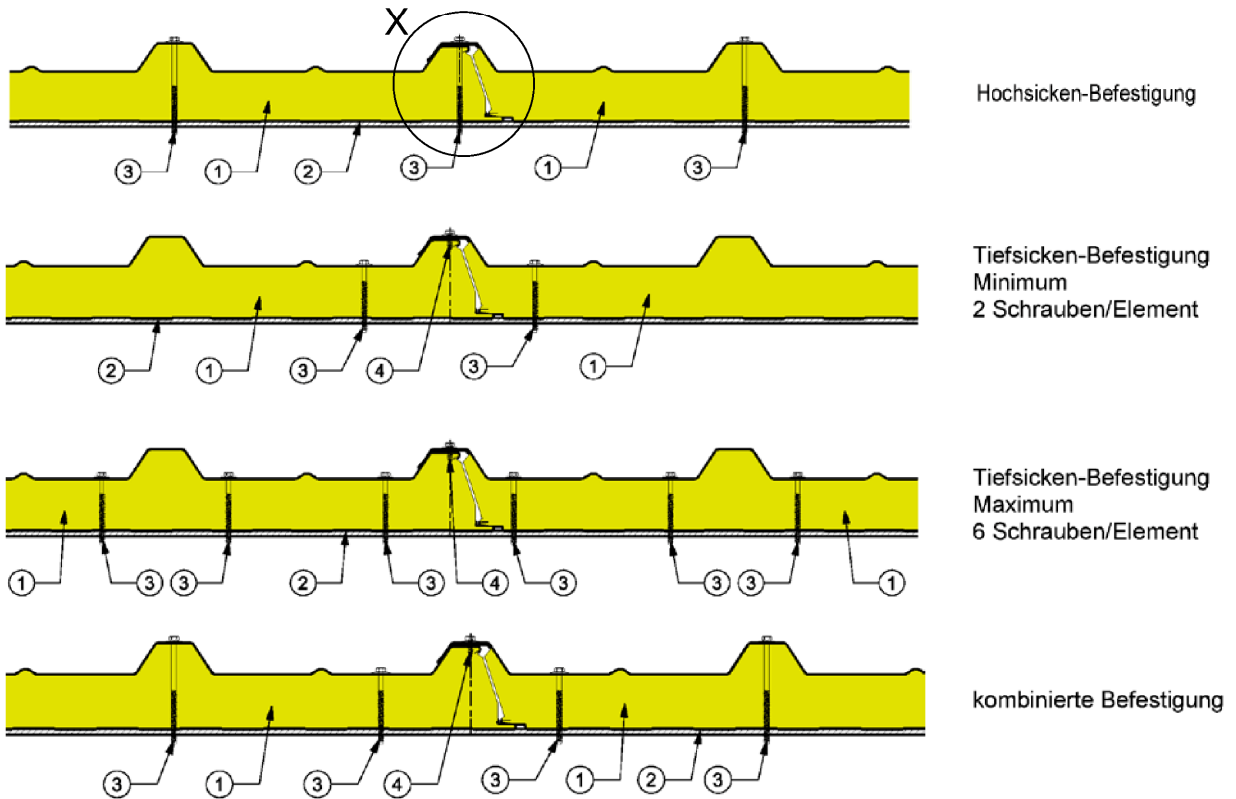 X
Hochsicken-Befestigung
3 1 2 3 1 3
Tiefsicken-Befestigung
Minimum
2 Schrauben/Element
2 1 3 4 3 1
Tiefsicken-Befestigung
Maximum
6 Schrauben/Element
1 3 3 2 3 4 3 3 3 1
kombinierte Befestigung
3 1 3 4 3 1 2 3